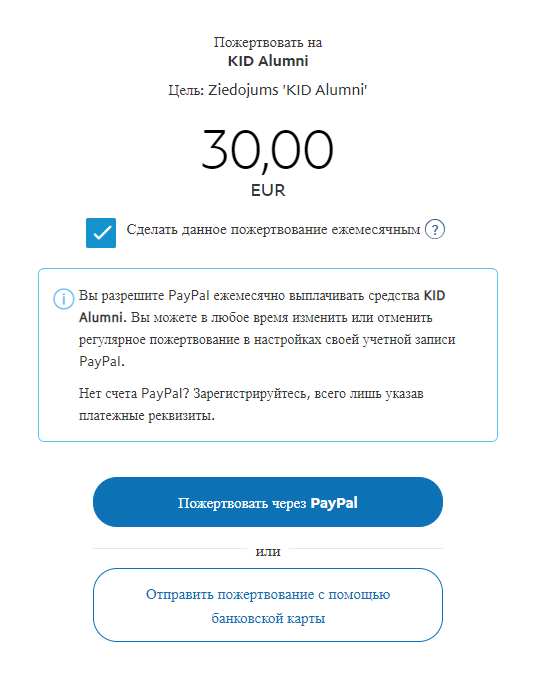 Пожертвовать на
KID Alumni
Цель: Ziedojums 'KID Alumni'
30,00
EUR
Сделать данное пожертвование ежемесячным ?
Вы разрешите PayPal ежемесячно выплачивать средства KID
Alumni. Вы можете в любое время изменить или отменить
регулярное пожертвование в настройках своей учетной записи
PayPal.
Нет счета PayPal? Зарегистрируйтесь, всего лишь указав
платежные реквизиты.
Пожертвовать через PayPal
или
Отправить пожертвование с помощью
банковской карты